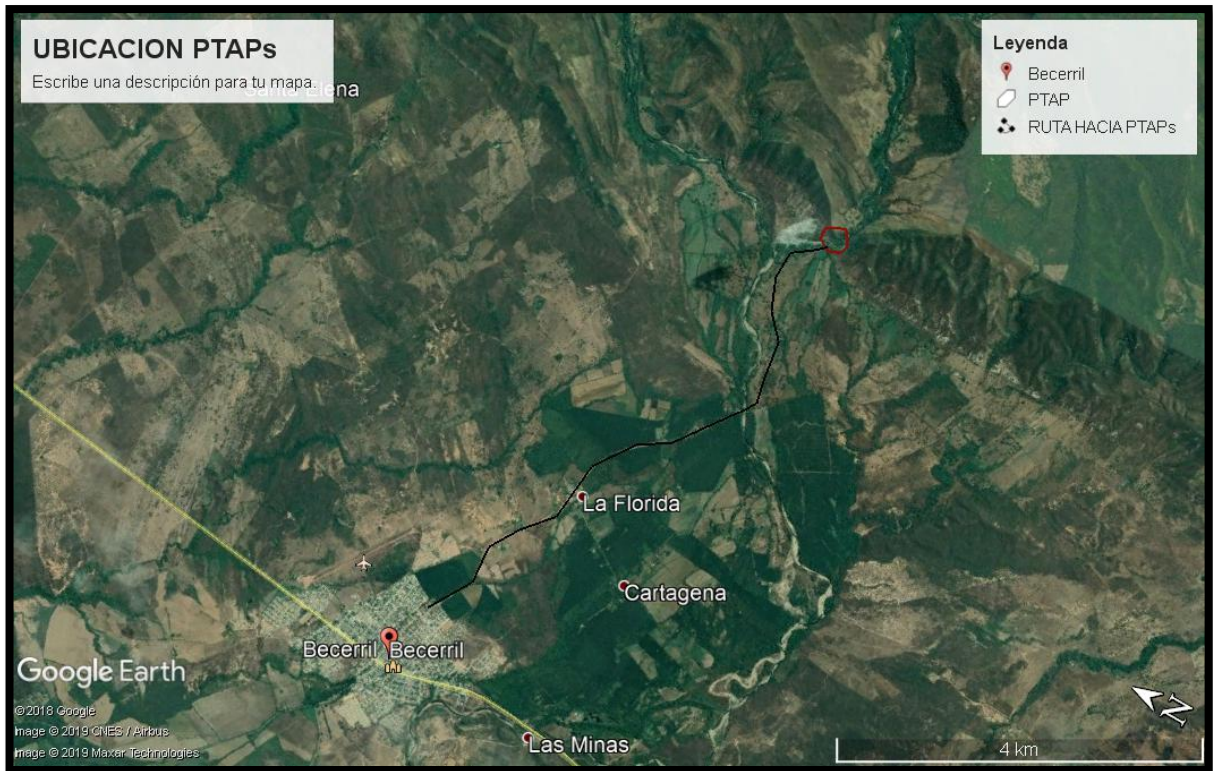 UBICACION PTAPs
Escribe una descripción para tu mapa.
Santa Elena
Leyenda
Becerril
PTAP
RUTA HACIA PTAPs
La Florida
Cartagena
Becerril Becerril
Google Earth
©2018 Google
Image © 2019 CNES / Airbus
Image © 2019 Maxar Technologies
Las Minas
N
4 km